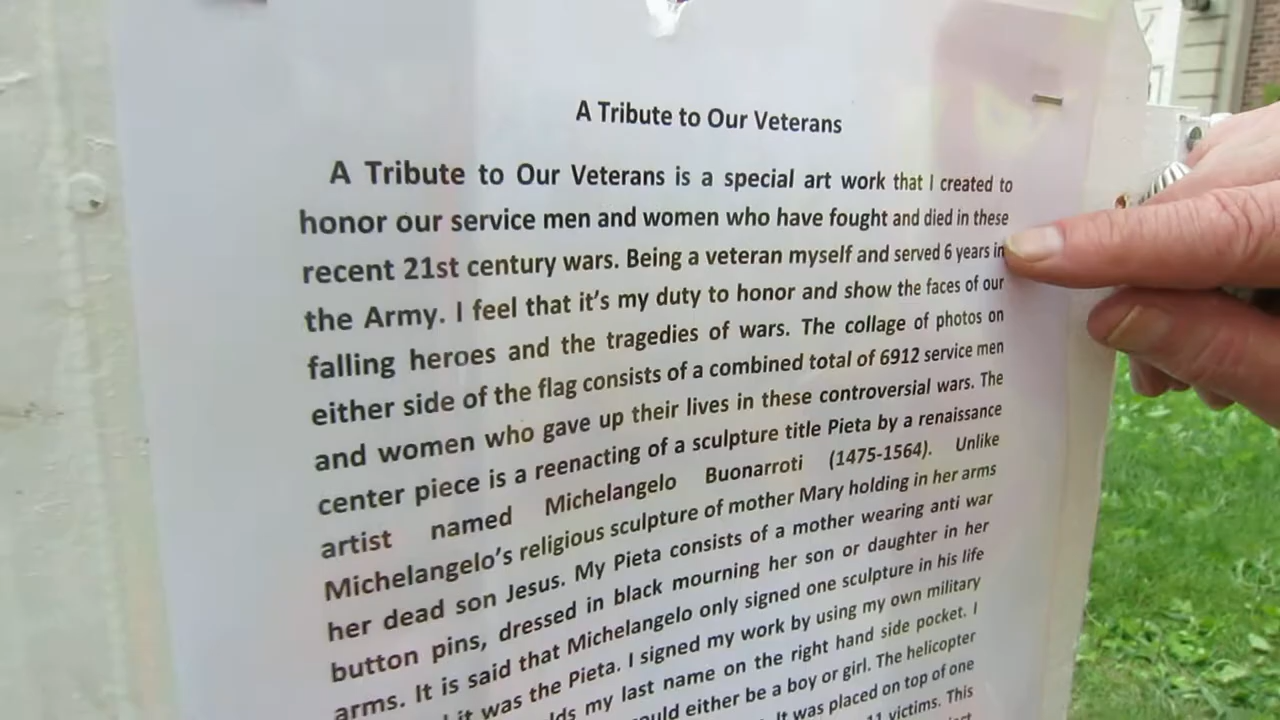 A Tribute to Our Veterans
A Tribute to Our Veterans is a special art work that I created to
honor our service men and women who have fought and died in these
recent 21st century wars. Being a veteran myself and served 6 years in
the Army. I feel that it's my duty to honor and show the faces of our
falling heroes and the tragedies of wars. The collage of photos on
either side of the flag consists of a combined total of 6912 service men
and women who gave up their lives in these controversial wars. The
center piece is a reenacting of a sculpture title Pieta by a renaissance
artist named Michelangelo Buonarroti (1475-1564). Unlike
Michelangelo's religious sculpture of mother Mary holding in her arms
her dead son Jesus. My Pieta consists of a mother wearing anti war
button pins, dressed in black mourning her son or daughter in her
arms. It is said that Michelangelo only signed one sculpture in his life
it was the Pieta. I signed my work by using my own military
my last name on the right hand side pocket. I
either be a boy or girl. The helicopter
It was placed on top of one
11 victims. This